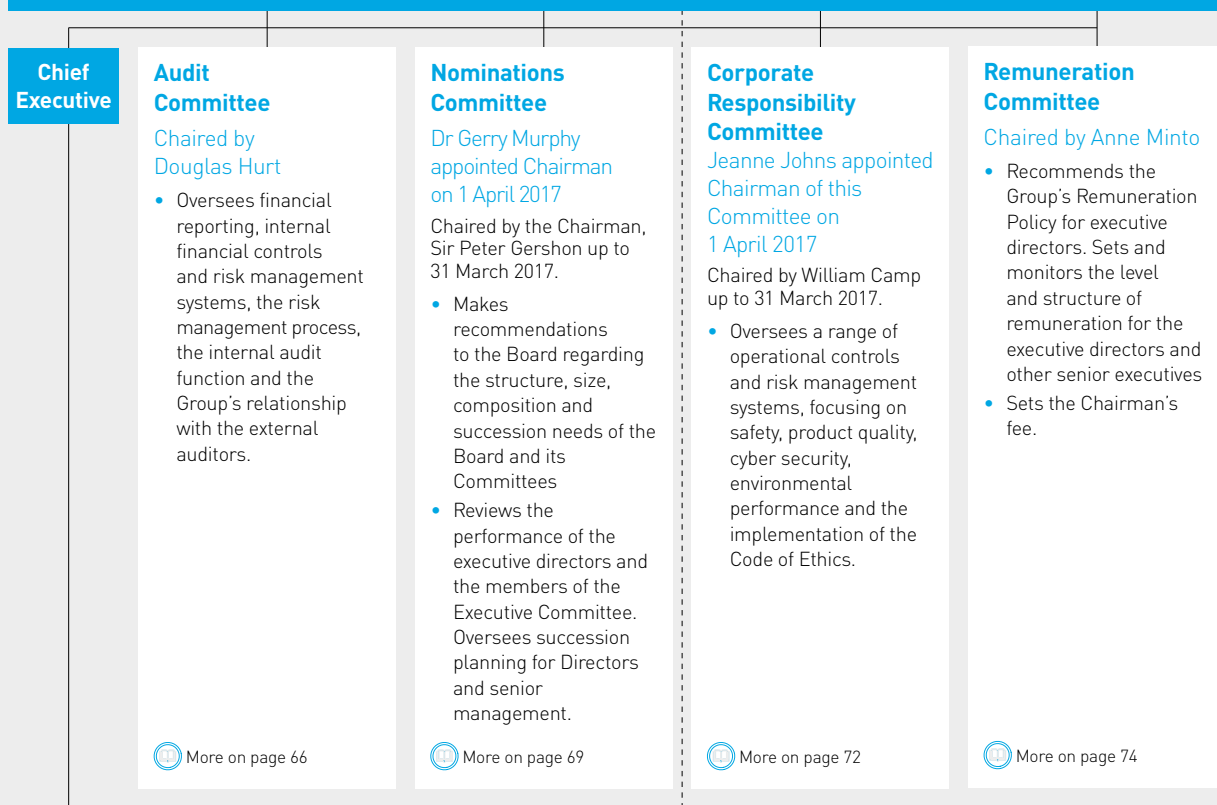 Chief
Executive
Audit
Committee
Chaired by
Douglas Hurt
• Oversees financial
reporting, internal
financial controls
and risk management
systems, the risk
management process,
the internal audit
function and the
Group's relationship
with the external
auditors.
More on page 66
Nominations
Committee
Dr Gerry Murphy
appointed Chairman
on 1 April 2017
Chaired by the Chairman,
Sir Peter Gershon up to
31 March 2017.
• Makes
recommendations
to the Board regarding
the structure, size,
composition and
succession needs of the
Board and its
Committees
• Reviews the
performance of the
executive directors and
the members of the
Executive Committee.
Oversees succession
planning for Directors
and senior
management.
More on page 69
Corporate
Responsibility
Committee
Jeanne Johns appointed
Chairman of this
Committee on
1 April 2017
Chaired by William Camp
up to 31 March 2017.
• Oversees a range of
operational controls
and risk management
systems, focusing on
safety, product quality,
cyber security,
environmental
performance and the
implementation of the
Code of Ethics.
More on page 72
Remuneration
Committee
Chaired by Anne Minto
• Recommends the
Group's Remuneration
Policy for executive
directors. Sets and
monitors the level
and structure of
remuneration for the
executive directors and
other senior executives
• Sets the Chairman's
fee.
More on page 74